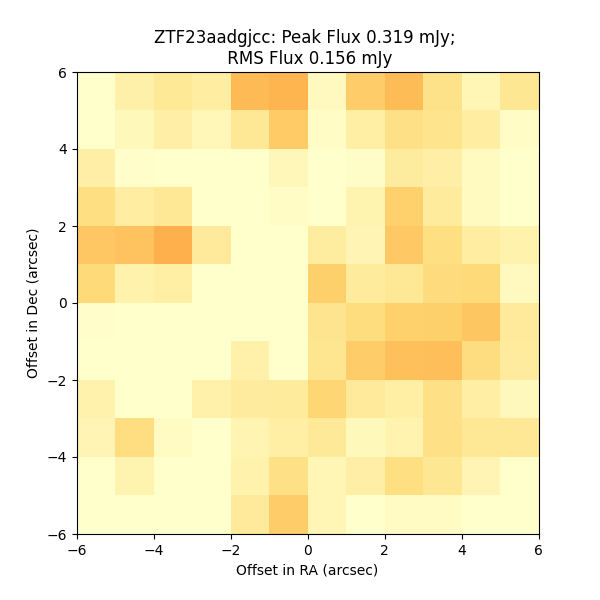 ZTF23aadgjcc: Peak Flux 0.319 mJy;
RMS Flux 0.156 mJy
6
4
2
0
−2
−4
−6
Offset in Dec (arcsec)
−6 −4 −2 0 2 4 6
Offset in RA (arcsec)